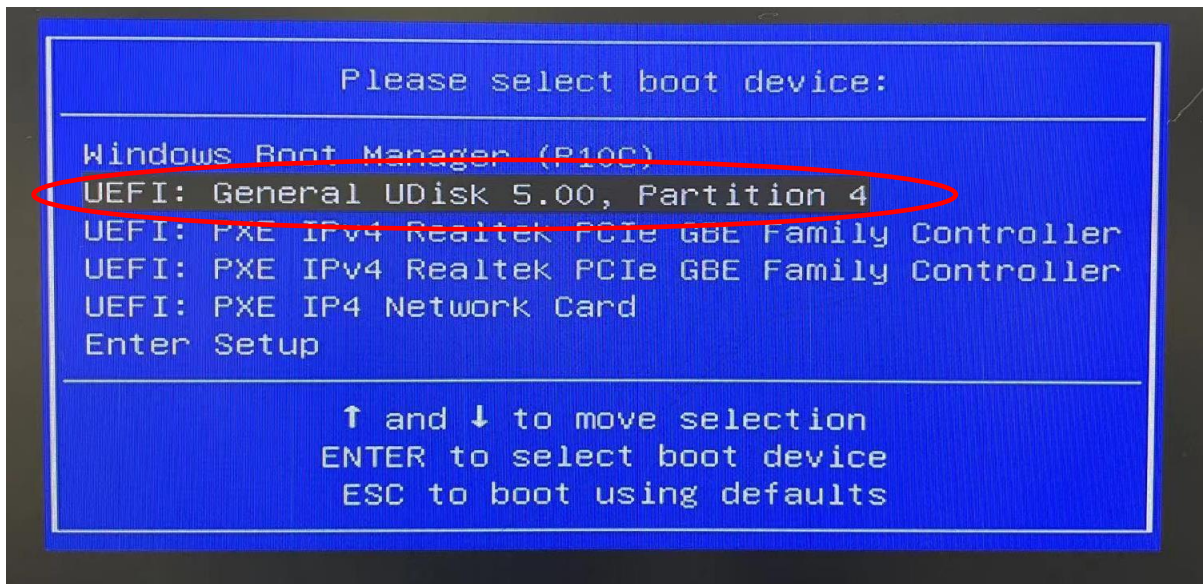 Please select boot device:
Windows Boot Manager (P10C)
UEFI: General UDisk 5.00, Partition 4
UEFI: PXE IPv4 Realtek PCIe GBE Family Controller
UEFI: PXE IPv4 Realtek PCIe GBE Family Controller
UEFI: PXE IP4 Network Card
Enter Setup
↑ and ↓ to move selection
ENTER to select boot device
ESC to boot using defaults